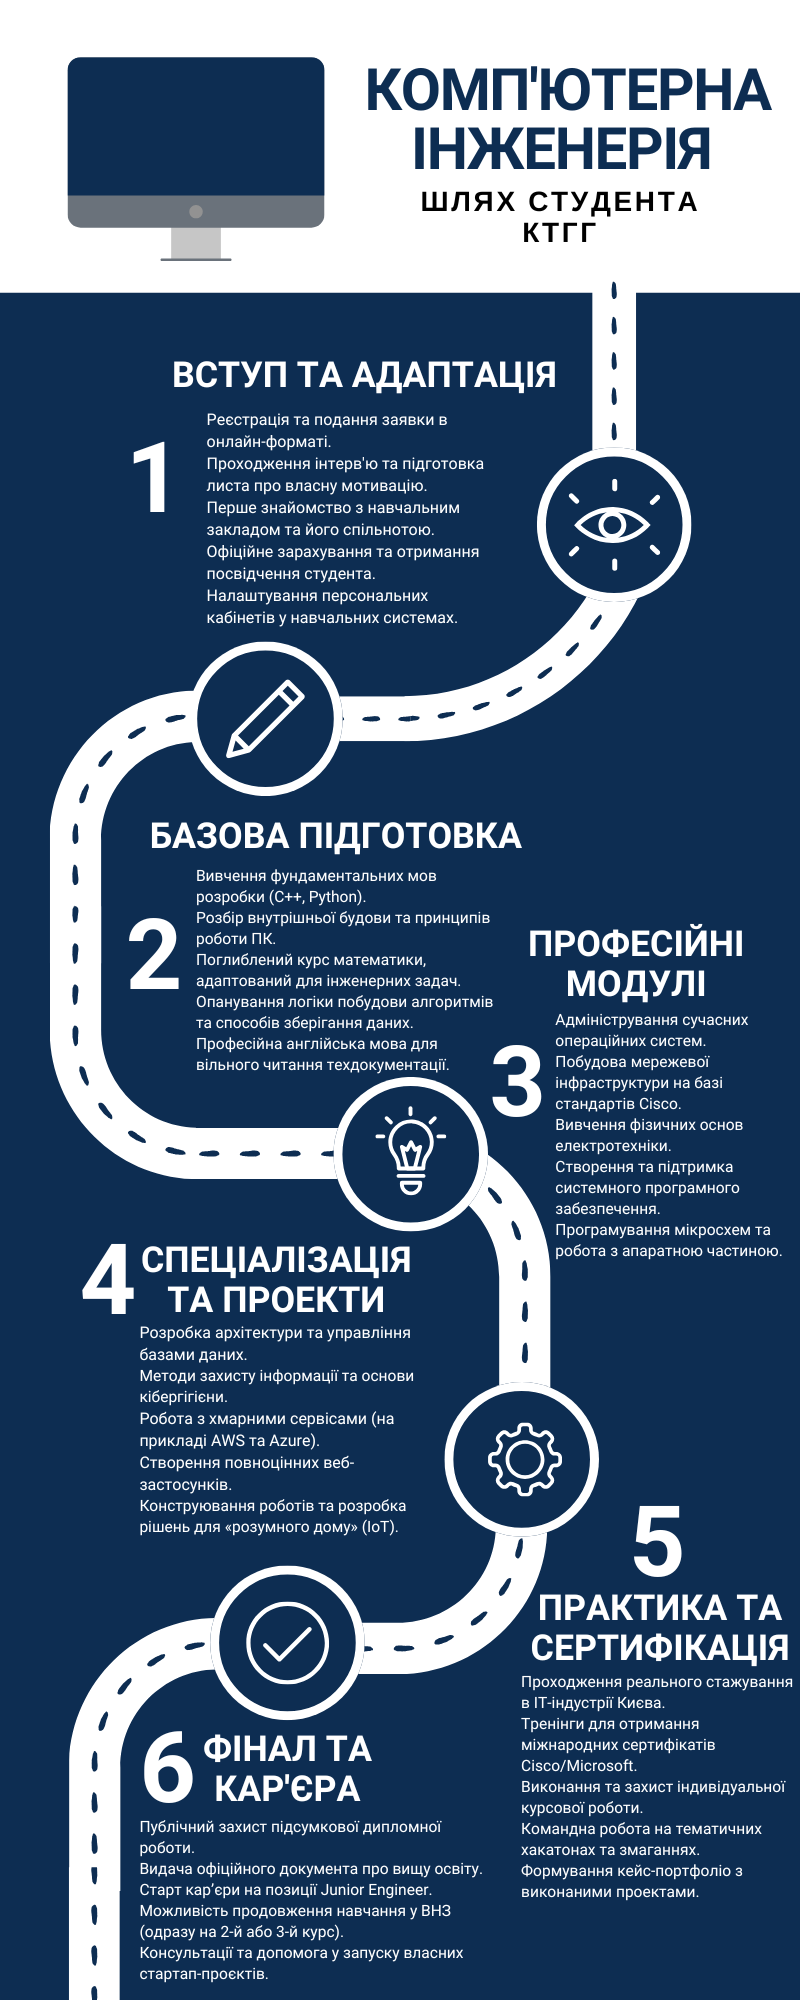 КОМП'ЮТЕРНА
ІНЖЕНЕРІЯ
ШЛЯХ СТУДЕНТА
КТГГ
ВСТУП ТА АДАПТАЦІЯ
1
Реєстрація та подання заявки в
онлайн-форматі.
Проходження інтерв'ю та підготовка
листа про власну мотивацію.
Перше знайомство з навчальним
закладом та його спільнотою.
Офіційне зарахування та отримання
посвідчення студента.
Налаштування персональних
кабінетів у навчальних системах.
БАЗОВА ПІДГОТОВКА
2
Вивчення фундаментальних мов
розробки (C++, Python).
Розбір внутрішньої будови та принципів
роботи ПК.
Поглиблений курс математики,
адаптований для інженерних задач.
Опанування логіки побудови алгоритмів
та способів зберігання даних.
Професійна англійська мова для
вільного читання техдокументації.
ПРОФЕСІЙНІ
МОДУЛІ
3
Адміністрування сучасних
операційних систем.
Побудова мережевої
інфраструктури на базі
стандартів Cisco.
Вивчення фізичних основ
електротехніки.
Створення та підтримка
системного програмного
забезпечення.
Програмування мікросхем та
робота з апаратною частиною.
4
СПЕЦІАЛІЗАЦІЯ
ТА ПРОЕКТИ
Розробка архітектури та управління
базами даних.
Методи захисту інформації та основи
кібергігієни.
Робота з хмарними сервісами (на
прикладі AWS та Azure).
Створення повноцінних веб-
застосунків.
Конструювання роботів та розробка
рішень для «розумного дому» (IoT).
5
ПРАКТИКА ТА
СЕРТИФІКАЦІЯ
Проходження реального стажування
в ІТ-індустрії Києва.
Тренінги для отримання
міжнародних сертифікатів
Cisco/Microsoft.
Виконання та захист індивідуальної
курсової роботи.
Командна робота на тематичних
хакатонах та змаганнях.
Формування кейс-портфоліо з
виконаними проектами.
6
ФІНАЛ ТА
КАР'ЄРА
Публічний захист підсумкової дипломної
роботи.
Видача офіційного документа про вищу освіту.
Старт кар’єри на позиції Junior Engineer.
Можливість продовження навчання у ВНЗ
(одразу на 2-й або 3-й курс).
Консультації та допомога у запуску власних
стартап-проєктів.